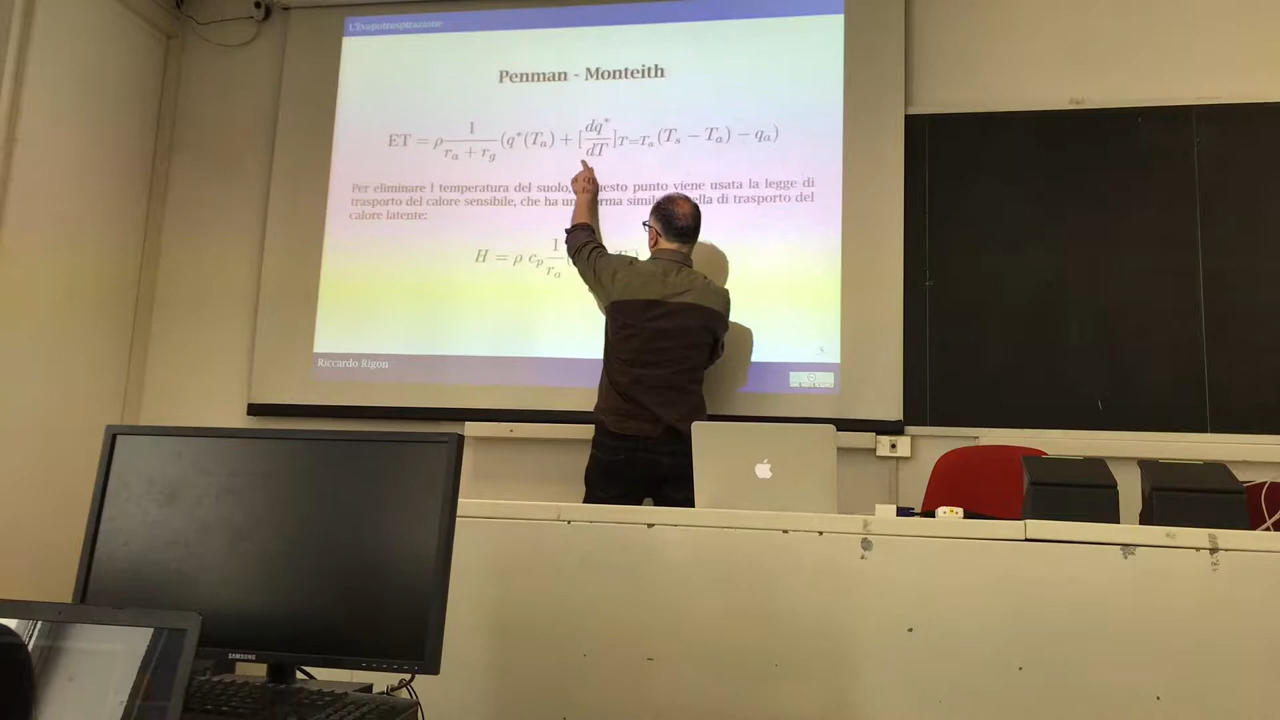 L'Evapotraspirazione
Penman - Monteith
ET = ρ 1/(r_a + r_g) (q*(T_a) + [dq*/dT]_{T=T_a} (T_s − T_a) − q_a)
Per eliminare l temperatura del suolo, questo punto viene usata la legge di
trasporto del calore sensibile, che ha un forma simile di trasporto del
calore latente:
H = ρ c_p 1/r_a (
Riccardo Rigon
SAMSUNG